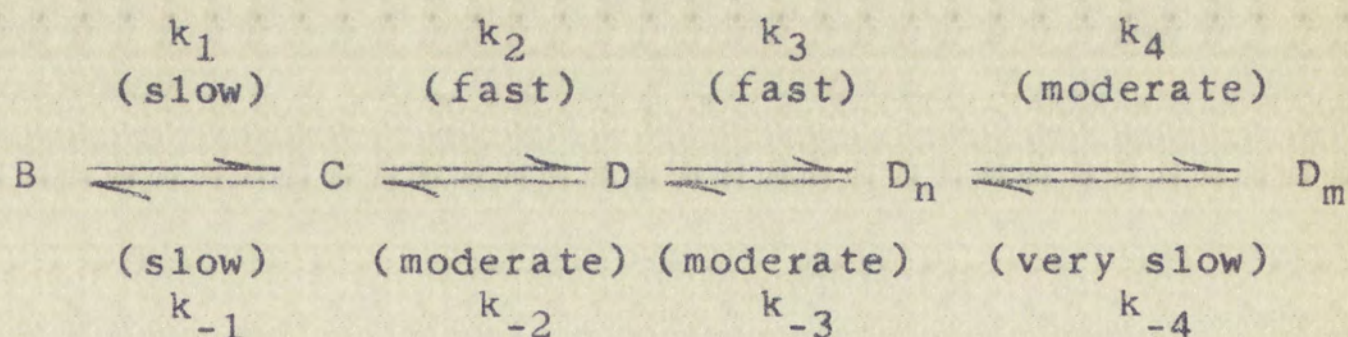 k1 k2 k3 k4
(slow) (fast) (fast) (moderate)
B ⇌ C ⇌ D ⇌ Dn ⇌ Dm
(slow) (moderate) (moderate) (very slow)
k-1 k-2 k-3 k-4